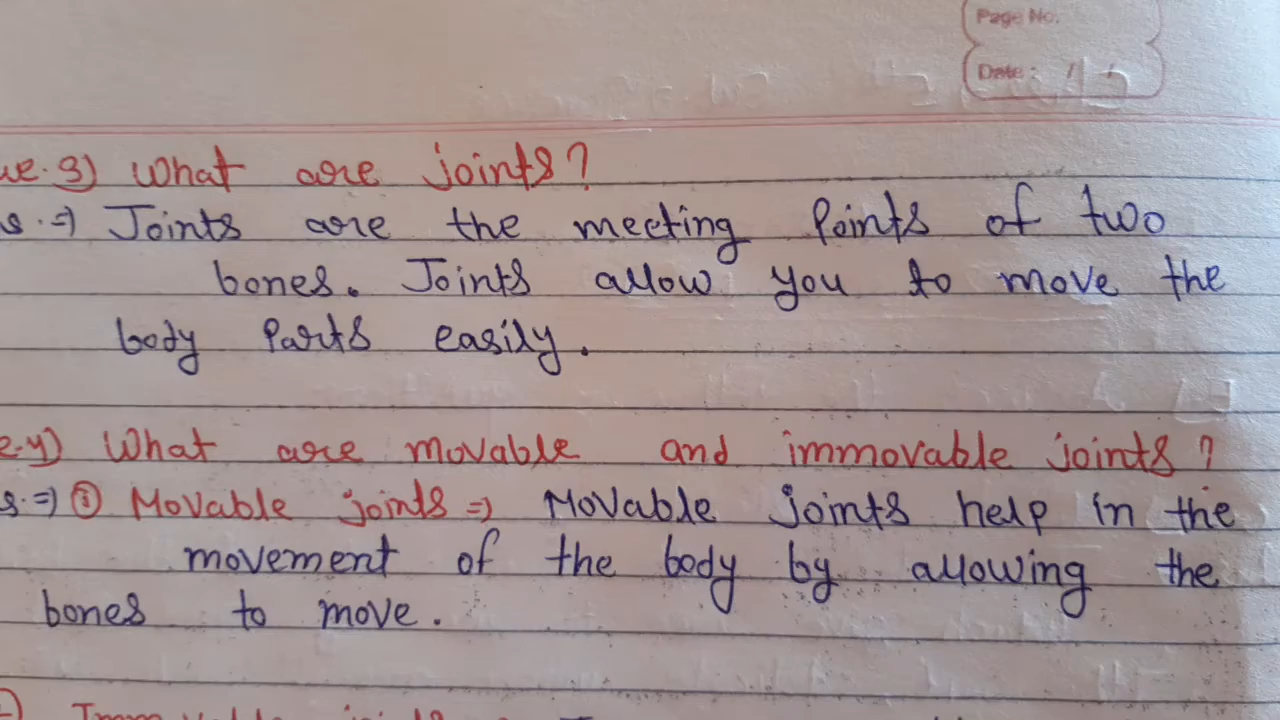 Page No.
Date: / /
ue.3) What are joints?
s.⇒ Joints are the meeting Points of two
bones. Joints allow you to move the
body Parts easily.
e.4) What are movable and immovable joints?
s.⇒ ① Movable joints ⇒ Movable joints help in the
movement of the body by allowing the
bones to move.